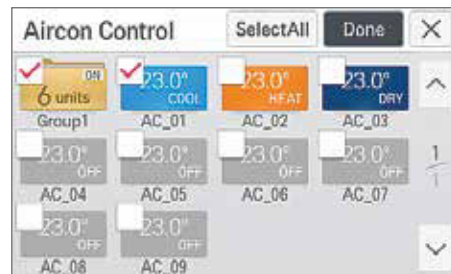 Aircon Control SelectAll Done
ON
6 units
Group1
23.0° COOL
AC_01
23.0° HEAT
AC_02
23.0° DRY
AC_03
23.0° OFF
AC_04
23.0° OFF
AC_05
23.0° OFF
AC_06
23.0° OFF
AC_07
1/1
23.0° OFF
AC_08
23.0° OFF
AC_09